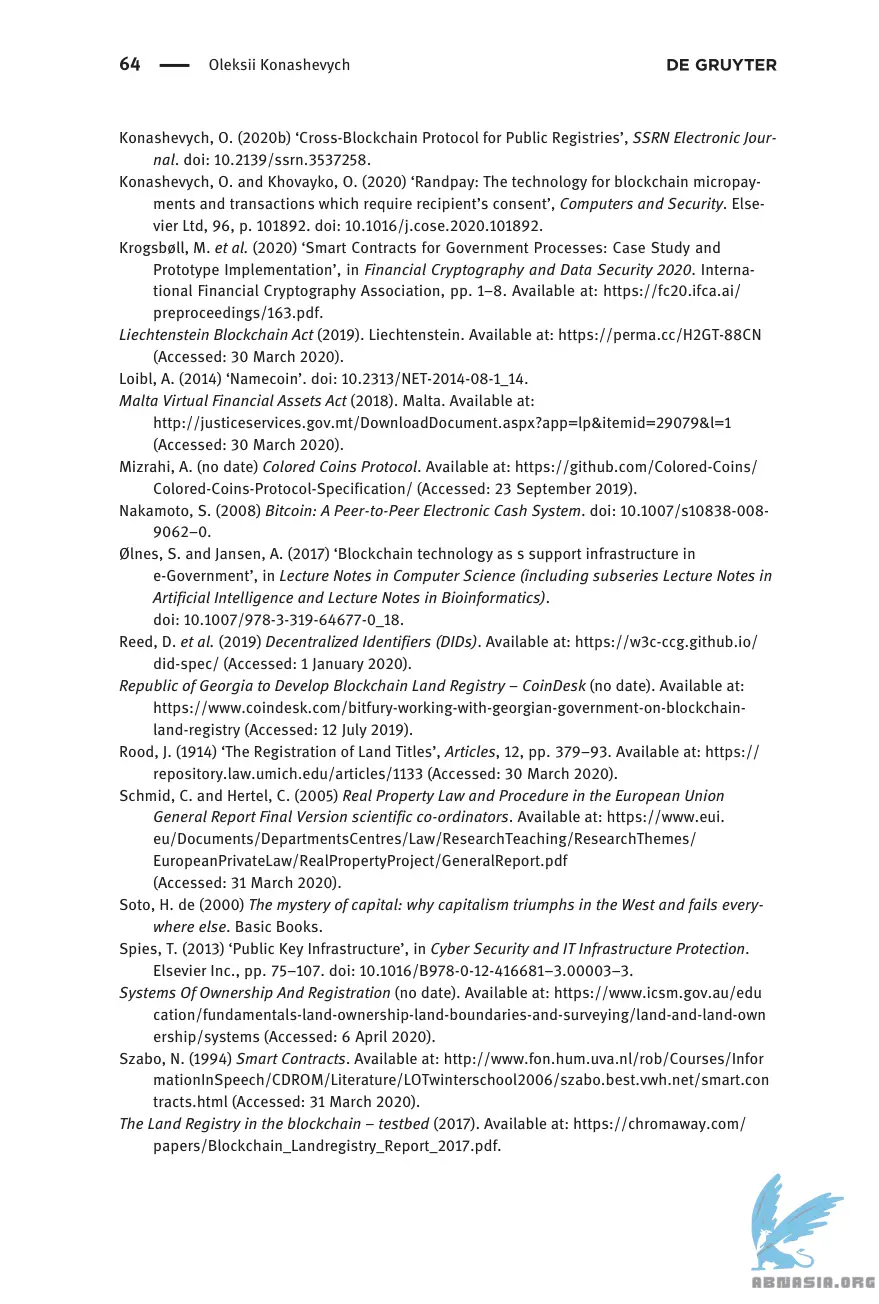 64 — Oleksii Konashevych DE GRUYTER
Konashevych, O. (2020b) ‘Cross-Blockchain Protocol for Public Registries’, SSRN Electronic Jour-
nal. doi: 10.2139/ssrn.3537258.
Konashevych, O. and Khovayko, O. (2020) ‘Randpay: The technology for blockchain micropay-
ments and transactions which require recipient’s consent’, Computers and Security. Else-
vier Ltd, 96, p. 101892. doi: 10.1016/j.cose.2020.101892.
Krogsbøll, M. et al. (2020) ‘Smart Contracts for Government Processes: Case Study and
Prototype Implementation’, in Financial Cryptography and Data Security 2020. Interna-
tional Financial Cryptography Association, pp. 1–8. Available at: https://fc20.ifca.ai/
preproceedings/163.pdf.
Liechtenstein Blockchain Act (2019). Liechtenstein. Available at: https://perma.cc/H2GT-88CN
(Accessed: 30 March 2020).
Loibl, A. (2014) ‘Namecoin’. doi: 10.2313/NET-2014-08-1_14.
Malta Virtual Financial Assets Act (2018). Malta. Available at:
http://justiceservices.gov.mt/DownloadDocument.aspx?app=lp&itemid=29079&l=1
(Accessed: 30 March 2020).
Mizrahi, A. (no date) Colored Coins Protocol. Available at: https://github.com/Colored-Coins/
Colored-Coins-Protocol-Specification/ (Accessed: 23 September 2019).
Nakamoto, S. (2008) Bitcoin: A Peer-to-Peer Electronic Cash System. doi: 10.1007/s10838-008-
9062–0.
Ølnes, S. and Jansen, A. (2017) ‘Blockchain technology as s support infrastructure in
e-Government’, in Lecture Notes in Computer Science (including subseries Lecture Notes in
Artificial Intelligence and Lecture Notes in Bioinformatics).
doi: 10.1007/978-3-319-64677-0_18.
Reed, D. et al. (2019) Decentralized Identifiers (DIDs). Available at: https://w3c-ccg.github.io/
did-spec/ (Accessed: 1 January 2020).
Republic of Georgia to Develop Blockchain Land Registry – CoinDesk (no date). Available at:
https://www.coindesk.com/bitfury-working-with-georgian-government-on-blockchain-
land-registry (Accessed: 12 July 2019).
Rood, J. (1914) ‘The Registration of Land Titles’, Articles, 12, pp. 379–93. Available at: https://
repository.law.umich.edu/articles/1133 (Accessed: 30 March 2020).
Schmid, C. and Hertel, C. (2005) Real Property Law and Procedure in the European Union
General Report Final Version scientific co-ordinators. Available at: https://www.eui.
eu/Documents/DepartmentsCentres/Law/ResearchTeaching/ResearchThemes/
EuropeanPrivateLaw/RealPropertyProject/GeneralReport.pdf
(Accessed: 31 March 2020).
Soto, H. de (2000) The mystery of capital: why capitalism triumphs in the West and fails every-
where else. Basic Books.
Spies, T. (2013) ‘Public Key Infrastructure’, in Cyber Security and IT Infrastructure Protection.
Elsevier Inc., pp. 75–107. doi: 10.1016/B978-0-12-416681–3.00003–3.
Systems Of Ownership And Registration (no date). Available at: https://www.icsm.gov.au/edu
cation/fundamentals-land-ownership-land-boundaries-and-surveying/land-and-land-own
ership/systems (Accessed: 6 April 2020).
Szabo, N. (1994) Smart Contracts. Available at: http://www.fon.hum.uva.nl/rob/Courses/Infor
mationInSpeech/CDROM/Literature/LOTwinterschool2006/szabo.best.vwh.net/smart.con
tracts.html (Accessed: 31 March 2020).
The Land Registry in the blockchain – testbed (2017). Available at: https://chromaway.com/
papers/Blockchain_Landregistry_Report_2017.pdf.
ABNASIA.ORG